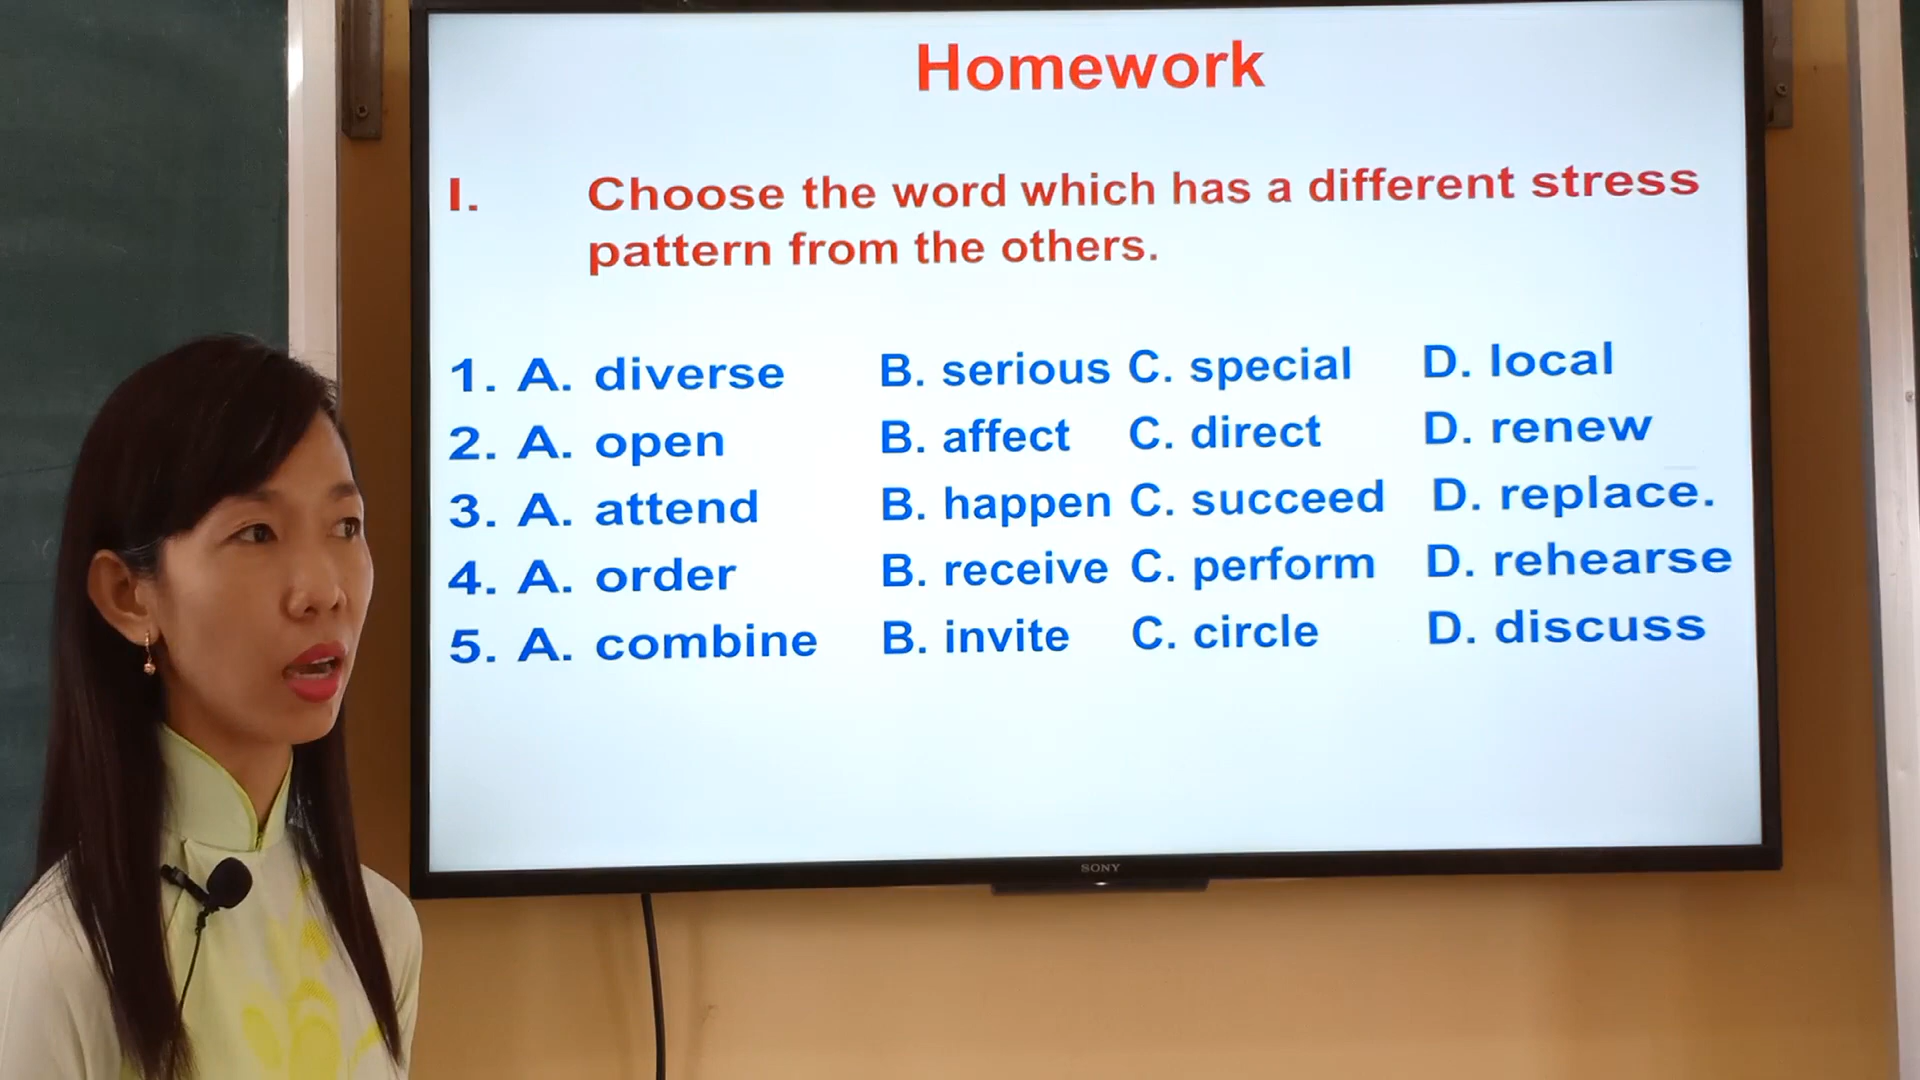 Homework
I. Choose the word which has a different stress
pattern from the others.
1. A. diverse B. serious C. special D. local
2. A. open B. affect C. direct D. renew
3. A. attend B. happen C. succeed D. replace.
4. A. order B. receive C. perform D. rehearse
5. A. combine B. invite C. circle D. discuss
SONY